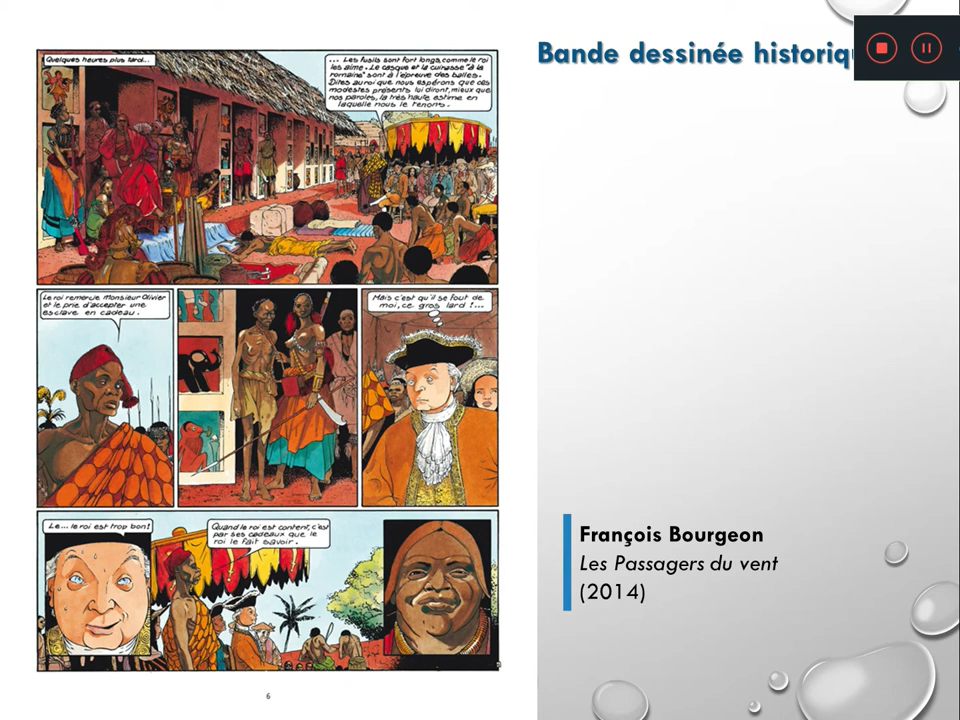 Bande dessinée historiqu
Quelques heures plus tard...
... Les fusils sont fort longs, comme le roi
les aime. Le casque et la cuirasse "à la
romaine" sont à l'épreuve des balles.
Dites au roi que nous espérons que ces
modestes présents lui diront, mieux que
nos paroles, la très haute estime en
laquelle nous le tenons.
Le roi remercie Monsieur Olivier
et le prie d'accepter une
esclave en cadeau.
Mais c'est qu'il se fout de
moi, ce gros lard !...
Le... le roi est trop bon!
Quand le roi est content, c'est
par ses cadeaux que le
roi le fait savoir.
François Bourgeon
Les Passagers du vent
(2014)
6